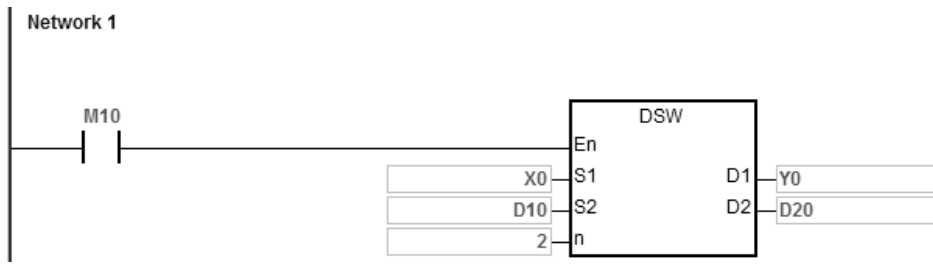 Network 1
M10
DSW
En
X0 S1 D1 Y0
D10 S2 D2 D20
2 n